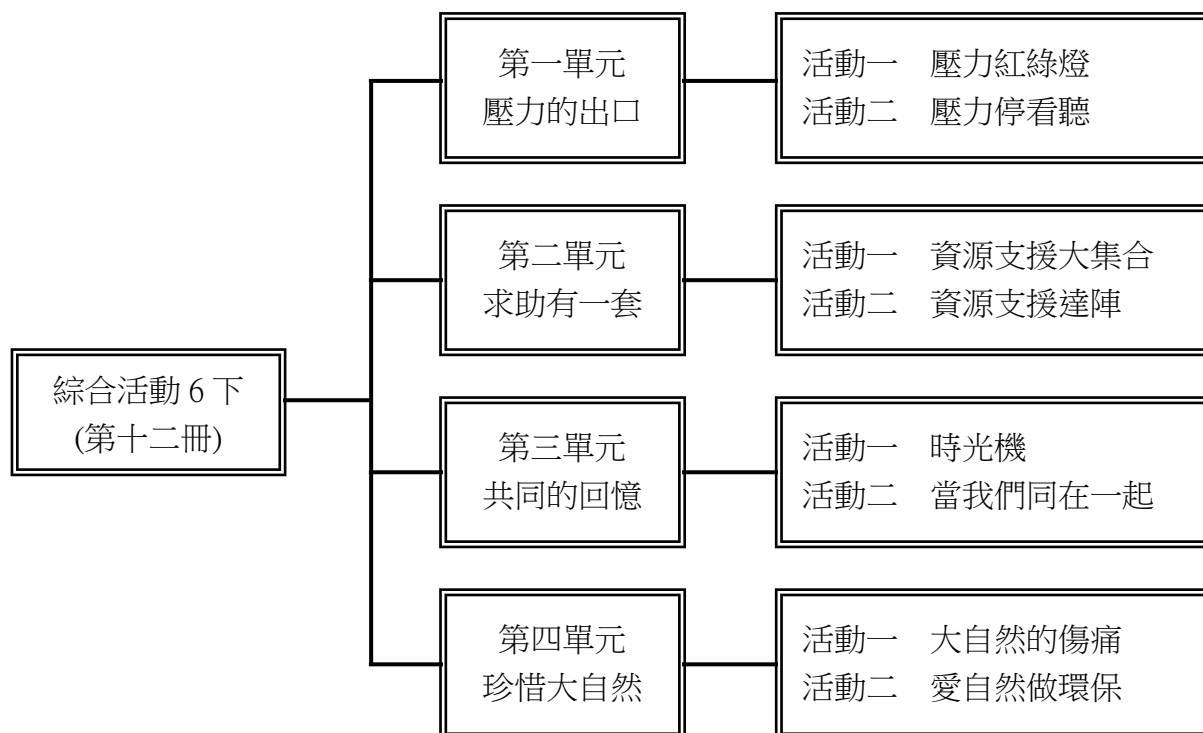 綜合活動 6 下
(第十二冊)
第一單元
壓力的出口
活動一　壓力紅綠燈
活動二　壓力停看聽
第二單元
求助有一套
活動一　資源支援大集合
活動二　資源支援達陣
第三單元
共同的回憶
活動一　時光機
活動二　當我們同在一起
第四單元
珍惜大自然
活動一　大自然的傷痛
活動二　愛自然做環保